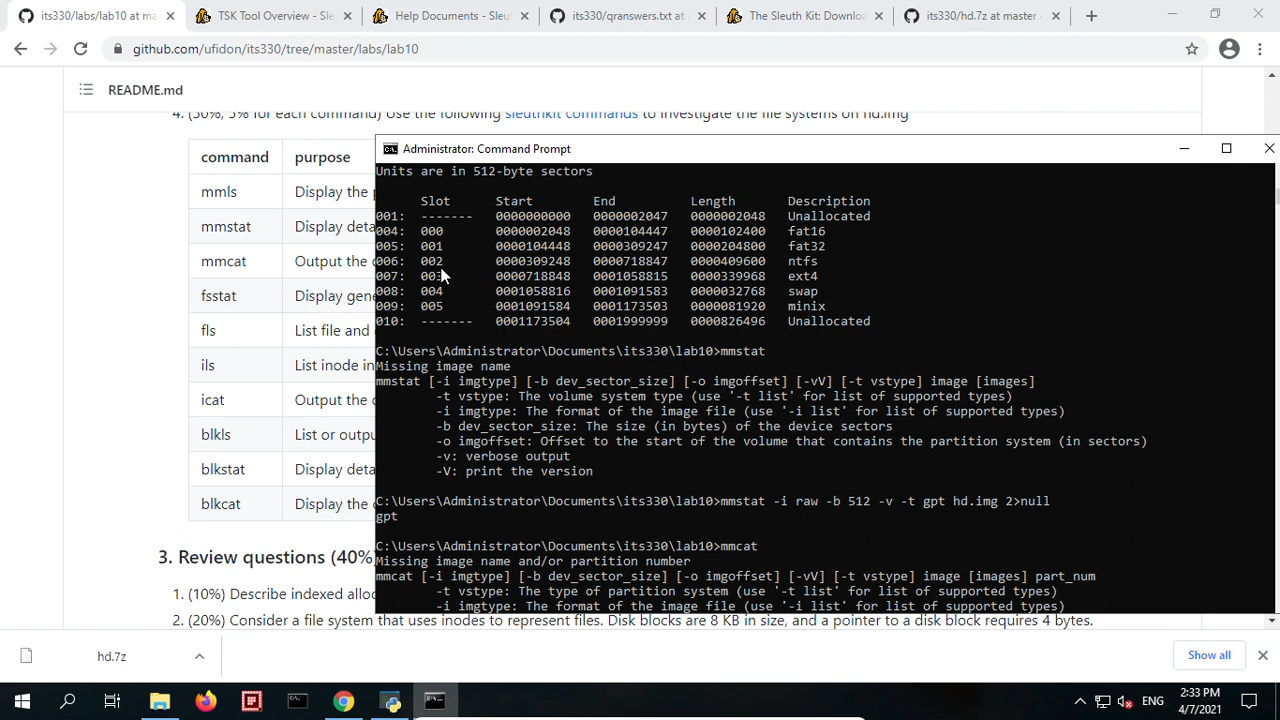 its330/labs/lab10 at ma
TSK Tool Overview - Sle
Help Documents - Sleut
its330/qranswers.txt at
The Sleuth Kit: Downloa
its330/hd.7z at master
github.com/ufidon/its330/tree/master/labs/lab10
README.md
4. (50%, 5% for each command) Use the following sleuthkit commands to investigate the file systems on hd.img
command purpose
mmls Display the p
mmstat Display deta
mmcat Output the c
fsstat Display gene
fls List file and
ils List inode in
icat Output the c
blkls List or outpu
blkstat Display deta
blkcat Display the c
3. Review questions (40%)
1. (10%) Describe indexed alloc
2. (20%) Consider a file system that uses inodes to represent files. Disk blocks are 8 KB in size, and a pointer to a disk block requires 4 bytes.
Administrator: Command Prompt
Units are in 512-byte sectors
Slot Start End Length Description
001: ------- 0000000000 0000002047 0000002048 Unallocated
004: 000 0000002048 0000104447 0000102400 fat16
005: 001 0000104448 0000309247 0000204800 fat32
006: 002 0000309248 0000718847 0000409600 ntfs
007: 003 0000718848 0001058815 0000339968 ext4
008: 004 0001058816 0001091583 0000032768 swap
009: 005 0001091584 0001173503 0000081920 minix
010: ------- 0001173504 0001999999 0000826496 Unallocated
C:\Users\Administrator\Documents\its330\lab10>mmstat
Missing image name
mmstat [-i imgtype] [-b dev_sector_size] [-o imgoffset] [-vV] [-t vstype] image [images]
-t vstype: The volume system type (use '-t list' for list of supported types)
-i imgtype: The format of the image file (use '-i list' for list of supported types)
-b dev_sector_size: The size (in bytes) of the device sectors
-o imgoffset: Offset to the start of the volume that contains the partition system (in sectors)
-v: verbose output
-V: print the version
C:\Users\Administrator\Documents\its330\lab10>mmstat -i raw -b 512 -v -t gpt hd.img 2>null
gpt
C:\Users\Administrator\Documents\its330\lab10>mmcat
Missing image name and/or partition number
mmcat [-i imgtype] [-b dev_sector_size] [-o imgoffset] [-vV] [-t vstype] image [images] part_num
-t vstype: The type of partition system (use '-t list' for list of supported types)
-i imgtype: The format of the image file (use '-i list' for list of supported types)
hd.7z
Show all
ENG
2:33 PM
4/7/2021